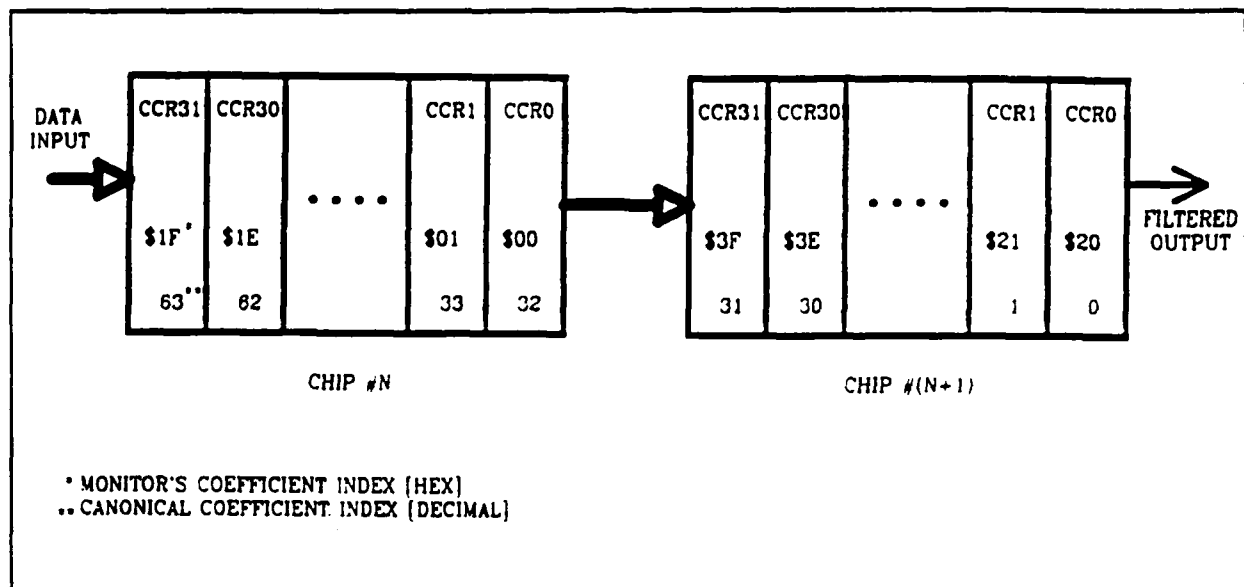 DATA
INPUT
CCR31 CCR30 CCR1 CCR0
. . . .
$1F* $1E $01 $00
63** 62 33 32
CHIP #N
CCR31 CCR30 CCR1 CCR0
. . . .
$3F $3E $21 $20
31 30 1 0
CHIP #(N+1)
FILTERED
OUTPUT
* MONITOR'S COEFFICIENT INDEX (HEX)
** CANONICAL COEFFICIENT INDEX (DECIMAL)